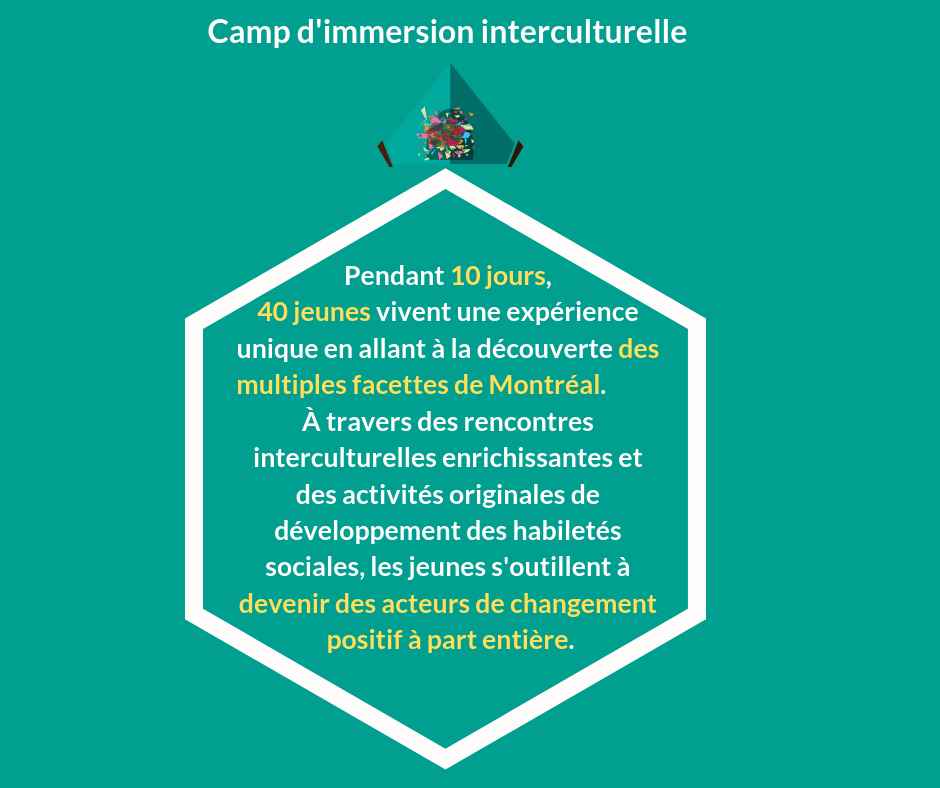 Camp d'immersion interculturelle
Pendant 10 jours,
40 jeunes vivent une expérience
unique en allant à la découverte des
multiples facettes de Montréal.
À travers des rencontres
interculturelles enrichissantes et
des activités originales de
développement des habiletés
sociales, les jeunes s'outillent à
devenir des acteurs de changement
positif à part entière.